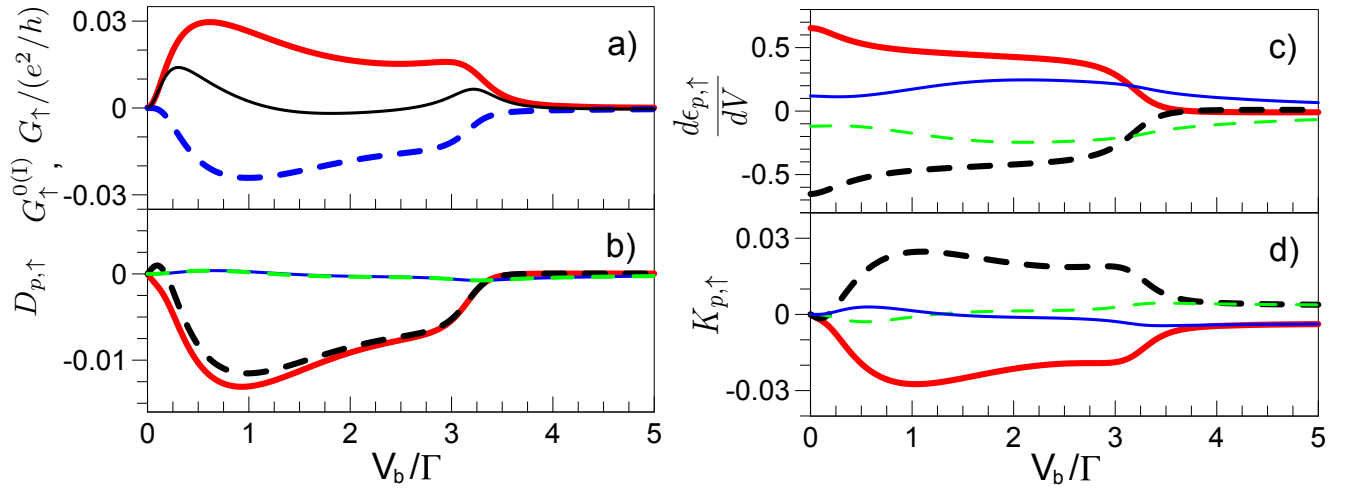 a)
G↑^0(I), G↑/(e²/h)
0.03
0
-0.03
b)
D_p,↑
0
-0.01
0 1 2 3 4 5
V_b/Γ
c)
dϵ_p,↑/dV
0.5
0
-0.5
d)
K_p,↑
0.03
0
-0.03
0 1 2 3 4 5
V_b/Γ